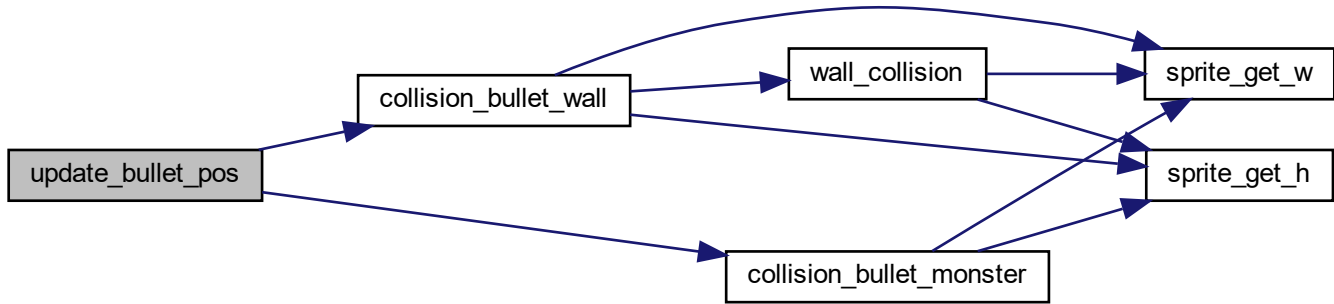 update_bullet_pos
collision_bullet_wall
wall_collision
sprite_get_w
sprite_get_h
collision_bullet_monster